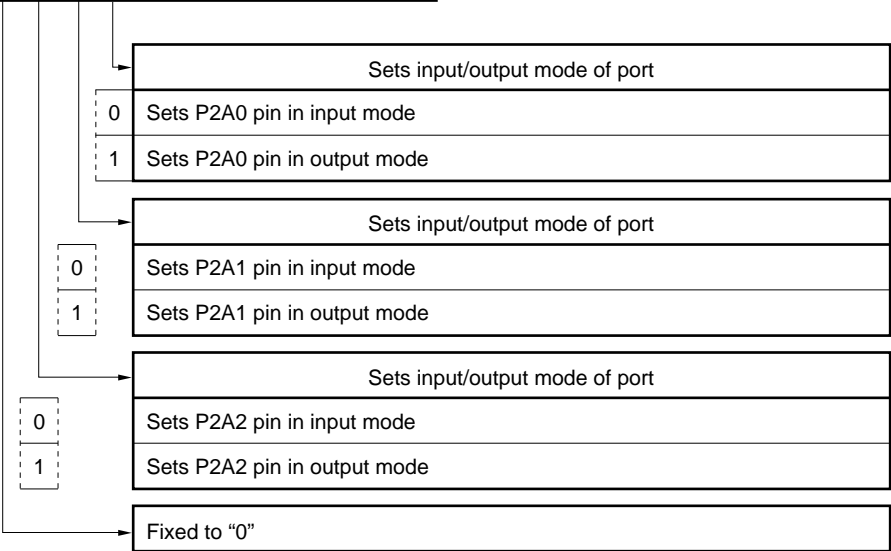 Sets input/output mode of port
0 Sets P2A0 pin in input mode
1 Sets P2A0 pin in output mode
Sets input/output mode of port
0 Sets P2A1 pin in input mode
1 Sets P2A1 pin in output mode
Sets input/output mode of port
0 Sets P2A2 pin in input mode
1 Sets P2A2 pin in output mode
Fixed to “0”